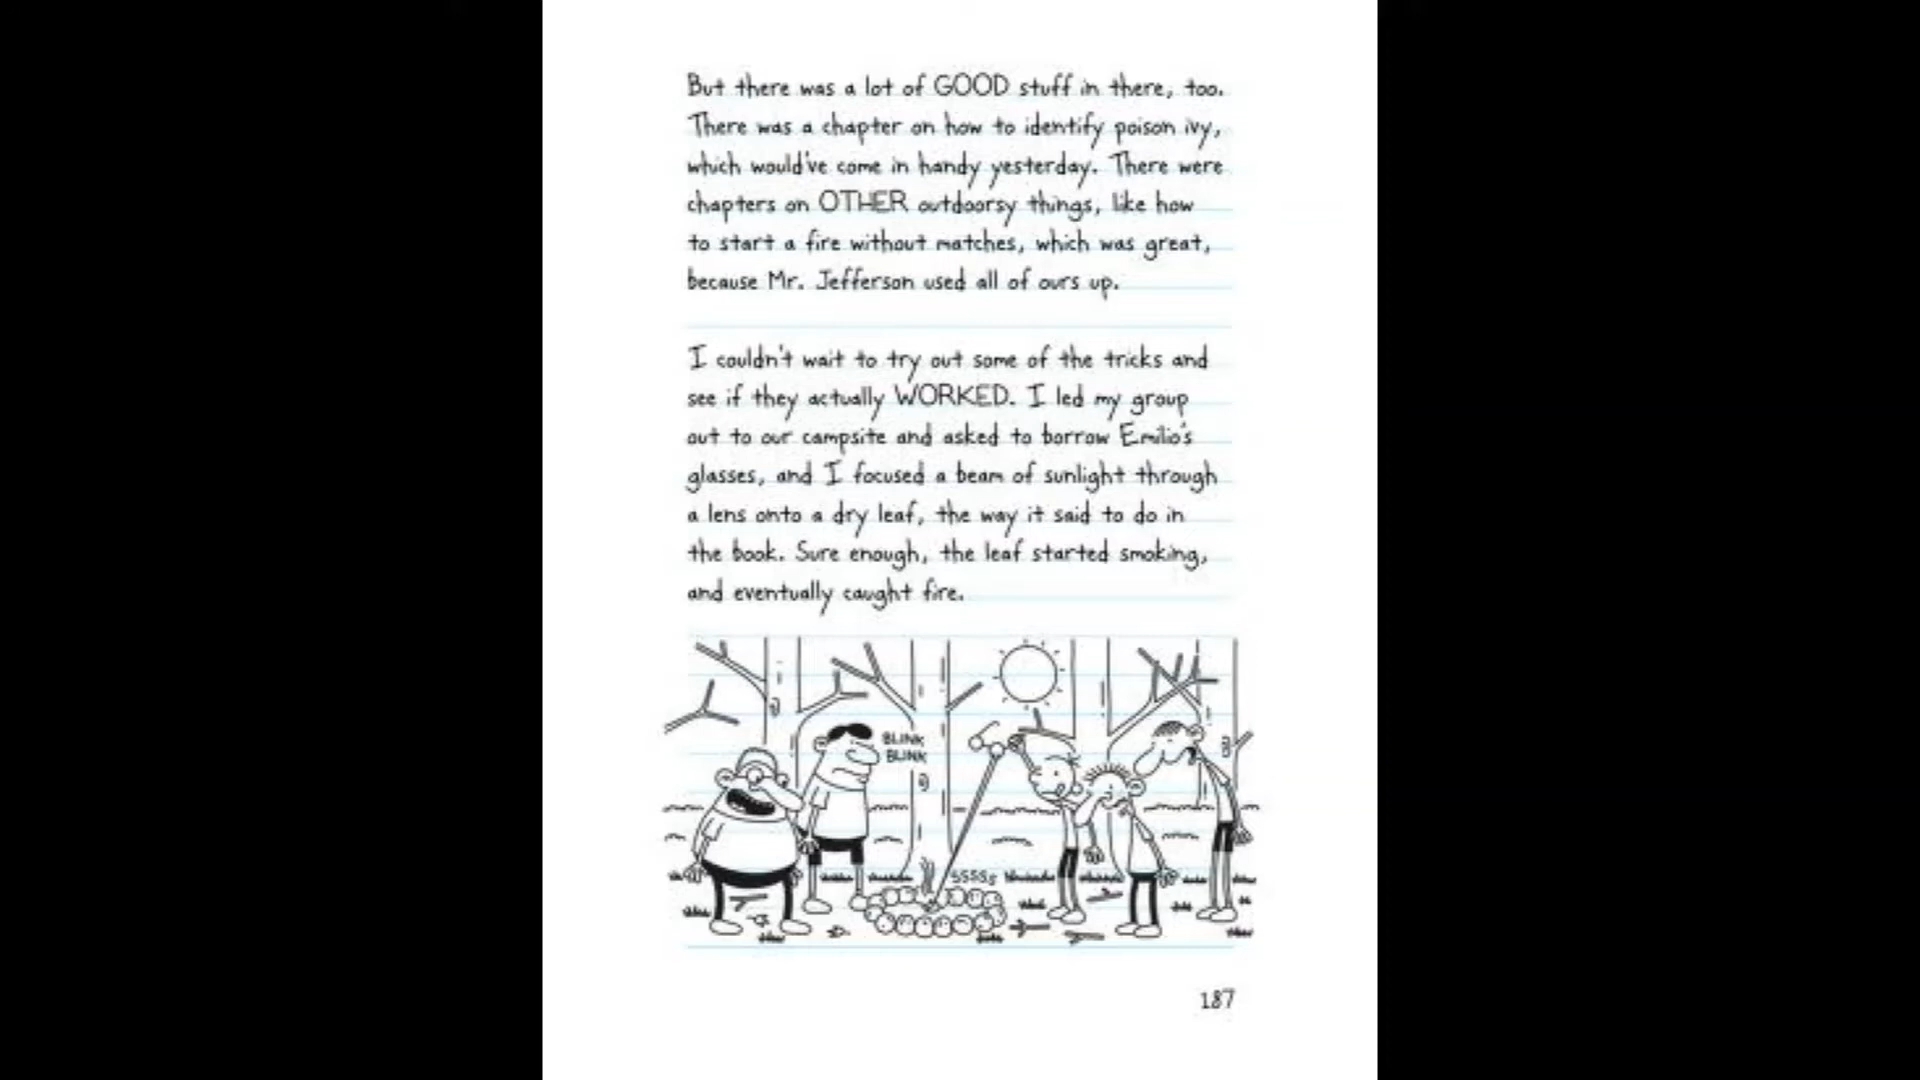 But there was a lot of GOOD stuff in there, too.
There was a chapter on how to identify poison ivy,
which would've come in handy yesterday. There were
chapters on OTHER outdoorsy things, like how
to start a fire without matches, which was great,
because Mr. Jefferson used all of ours up.
I couldn't wait to try out some of the tricks and
see if they actually WORKED. I led my group
out to our campsite and asked to borrow Emilio's
glasses, and I focused a beam of sunlight through
a lens onto a dry leaf, the way it said to do in
the book. Sure enough, the leaf started smoking,
and eventually caught fire.
BLINK
BLINK
SSSSS
187